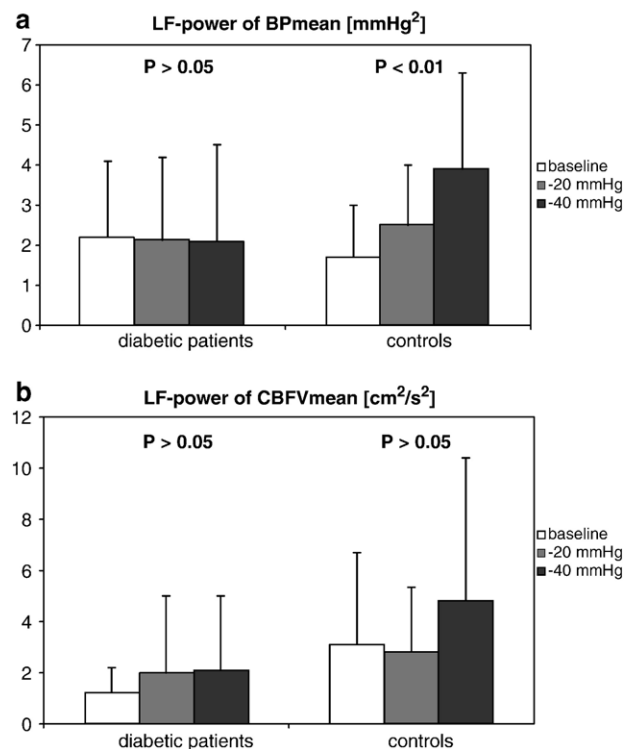 a
LF-power of BPmean [mmHg²]
7
6
5
4
3
2
1
0
P > 0.05
P < 0.01
baseline
-20 mmHg
-40 mmHg
diabetic patients
controls
b
LF-power of CBFVmean [cm²/s²]
12
10
8
6
4
2
0
P > 0.05
P > 0.05
baseline
-20 mmHg
-40 mmHg
diabetic patients
controls